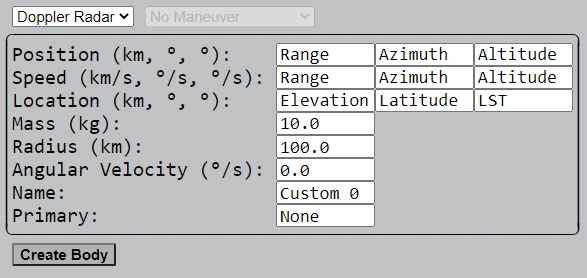 Doppler Radar No Maneuver
Position (km, °, °): Range Azimuth Altitude
Speed (km/s, °/s, °/s): Range Azimuth Altitude
Location (km, °, °): Elevation Latitude LST
Mass (kg): 10.0
Radius (km): 100.0
Angular Velocity (°/s): 0.0
Name: Custom 0
Primary: None
Create Body